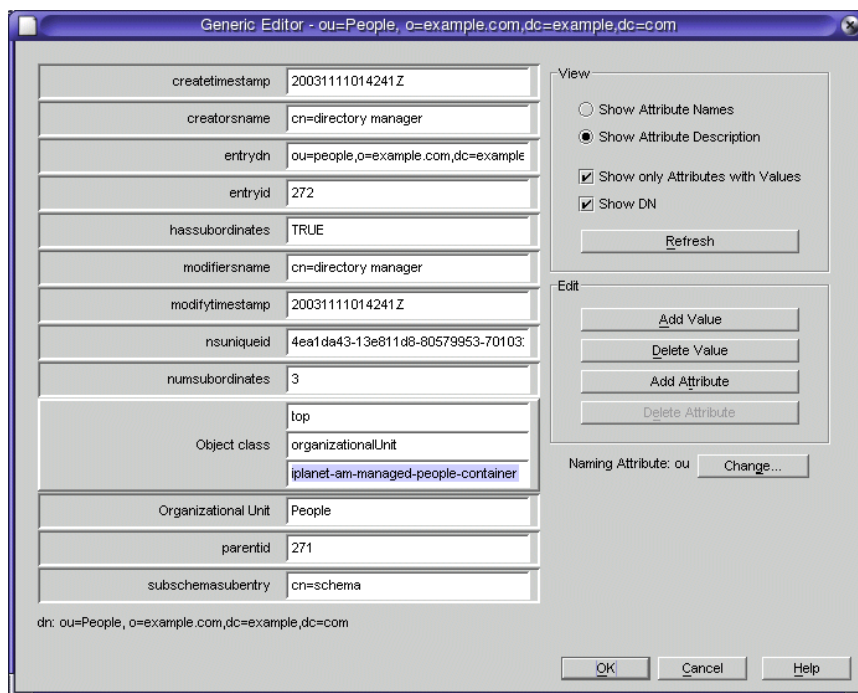 Generic Editor - ou=People, o=example.com,dc=example,dc=com
createtimestamp 20031111014241Z
creatorsname cn=directory manager
entrydn ou=people,o=example.com,dc=example
entryid 272
hassubordinates TRUE
modifiersname cn=directory manager
modifytimestamp 20031111014241Z
nsuniqueid 4ea1da43-13e811d8-80579953-70103
numsubordinates 3
Object class top
organizationalUnit
iplanet-am-managed-people-container
Organizational Unit People
parentid 271
subschemasubentry cn=schema
dn: ou=People, o=example.com,dc=example,dc=com
View
Show Attribute Names
Show Attribute Description
Show only Attributes with Values
Show DN
Refresh
Edit
Add Value
Delete Value
Add Attribute
Delete Attribute
Naming Attribute: ou Change...
OK Cancel Help